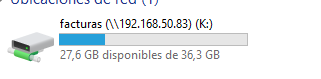 Ubicaciones de red (1)
facturas (\\192.168.50.83) (K:)
27,6 GB disponibles de 36,3 GB